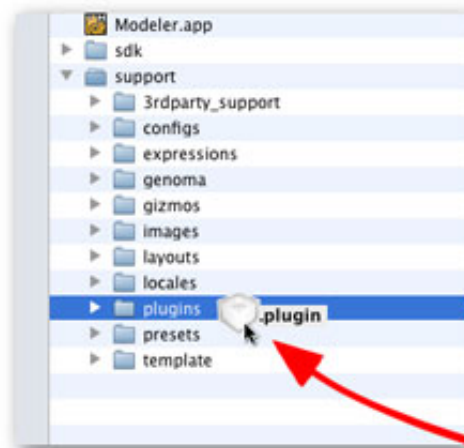 Modeler.app
sdk
support
3rdparty_support
configs
expressions
genoma
gizmos
images
layouts
locales
plugins .plugin
presets
template